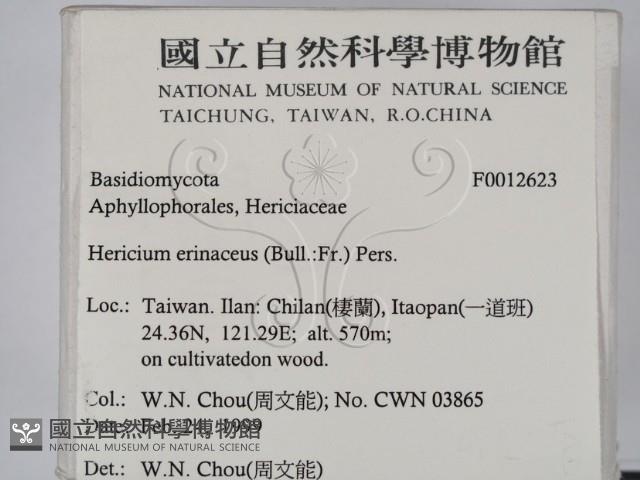 國立自然科學博物館
NATIONAL MUSEUM OF NATURAL SCIENCE
TAICHUNG, TAIWAN, R.O.CHINA
Basidiomycota F0012623
Aphyllophorales, Hericiaceae
Hericium erinaceus (Bull.:Fr.) Pers.
Loc.: Taiwan. Ilan: Chilan(棲蘭), Itaopan(一道班)
24.36N, 121.29E; alt. 570m;
on cultivatedon wood.
Col.: W.N. Chou(周文能); No. CWN 03865
Date: Feb.
國立自然科學博物館
NATIONAL MUSEUM OF NATURAL SCIENCE
Det.: W.N. Chou(周文能)